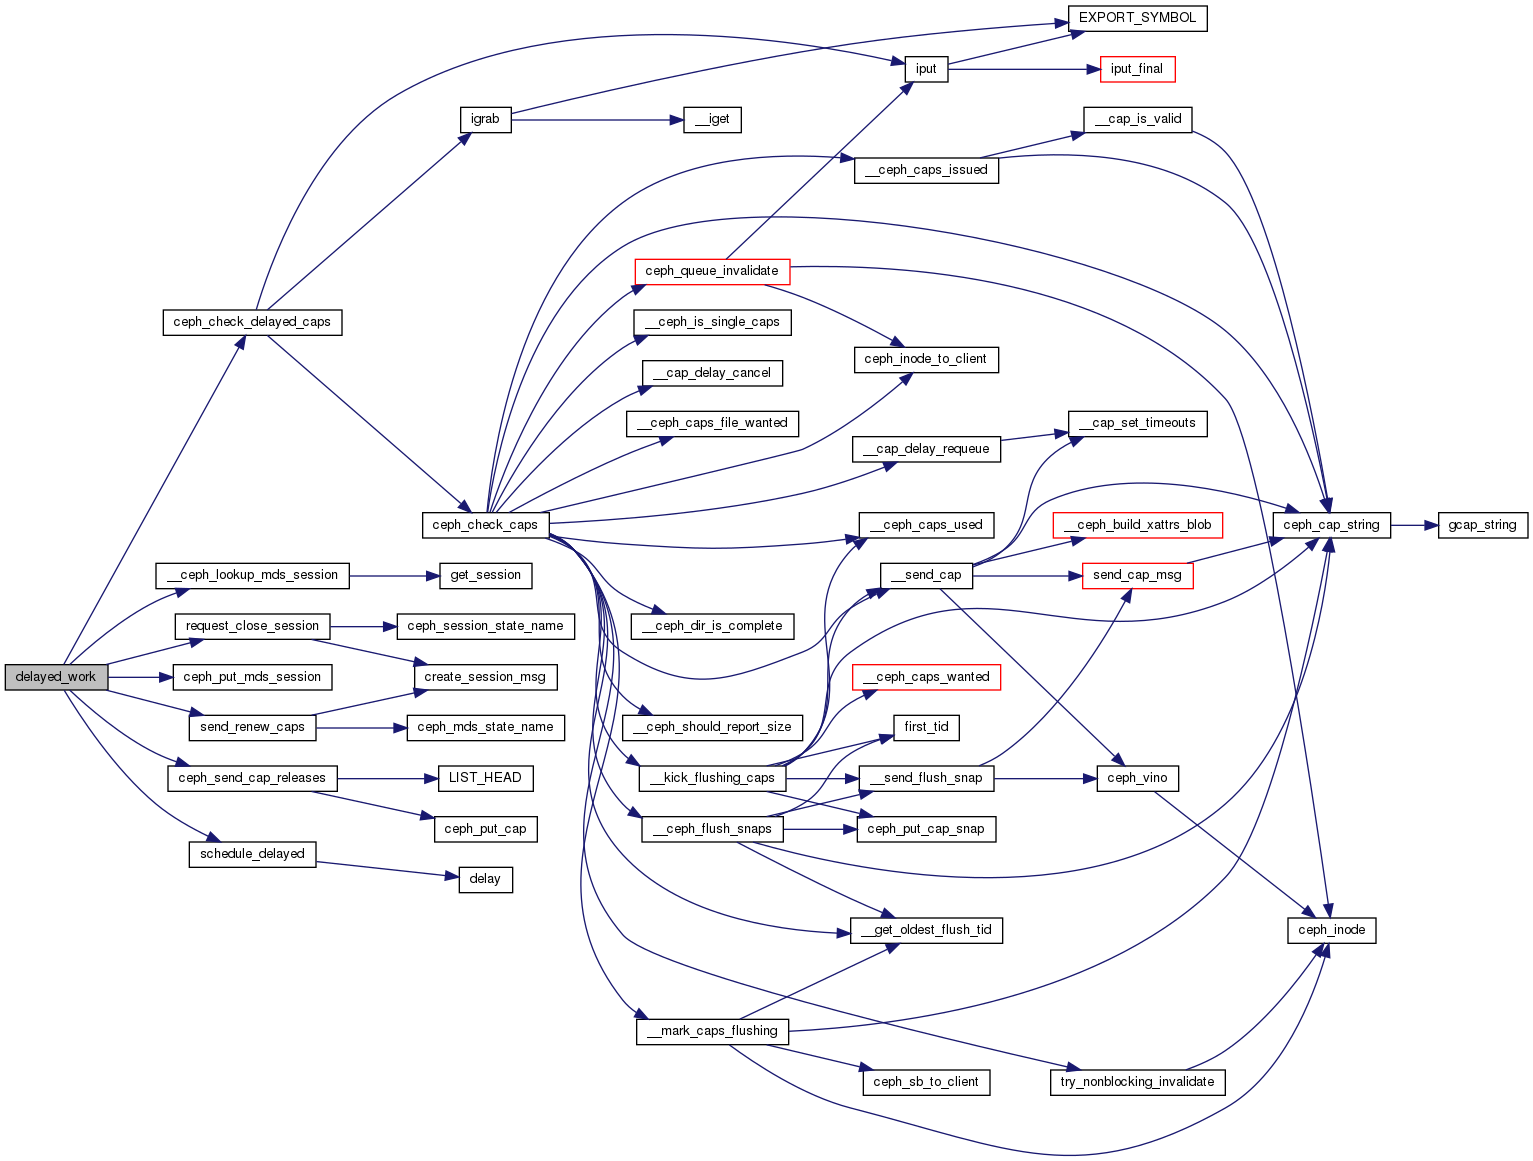 EXPORT_SYMBOL
iput
iput_final
igrab
__iget
__cap_is_valid
__ceph_caps_issued
ceph_queue_invalidate
ceph_check_delayed_caps
__ceph_is_single_caps
ceph_inode_to_client
__cap_delay_cancel
__ceph_caps_file_wanted
__cap_set_timeouts
__cap_delay_requeue
ceph_check_caps
__ceph_caps_used
__ceph_build_xattrs_blob
ceph_cap_string
gcap_string
__ceph_lookup_mds_session
get_session
__send_cap
send_cap_msg
request_close_session
ceph_session_state_name
__ceph_dir_is_complete
delayed_work
ceph_put_mds_session
create_session_msg
__ceph_caps_wanted
send_renew_caps
ceph_mds_state_name
__ceph_should_report_size
first_tid
ceph_send_cap_releases
LIST_HEAD
__kick_flushing_caps
__send_flush_snap
ceph_vino
ceph_put_cap
__ceph_flush_snaps
ceph_put_cap_snap
schedule_delayed
delay
__get_oldest_flush_tid
ceph_inode
__mark_caps_flushing
ceph_sb_to_client
try_nonblocking_invalidate